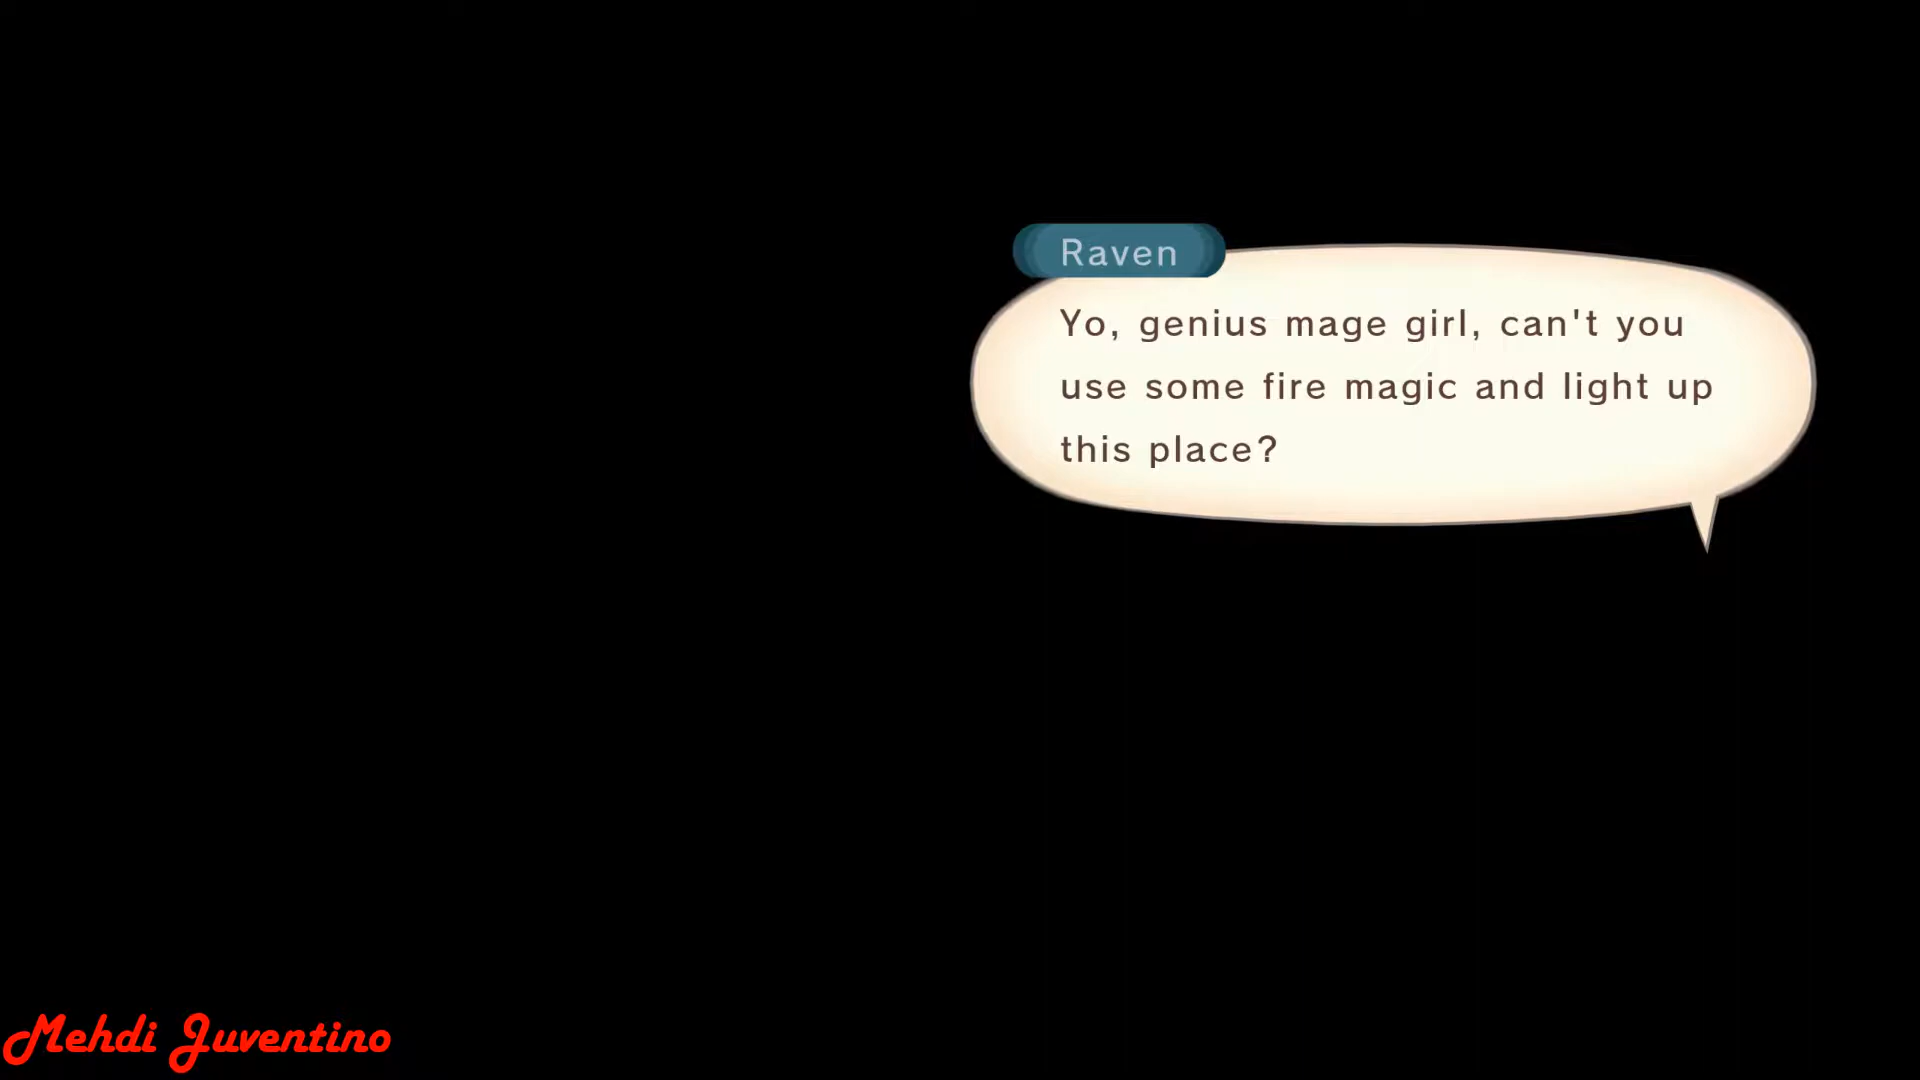 Raven
Yo, genius mage girl, can't you
use some fire magic and light up
this place?
Mehdi Juventino